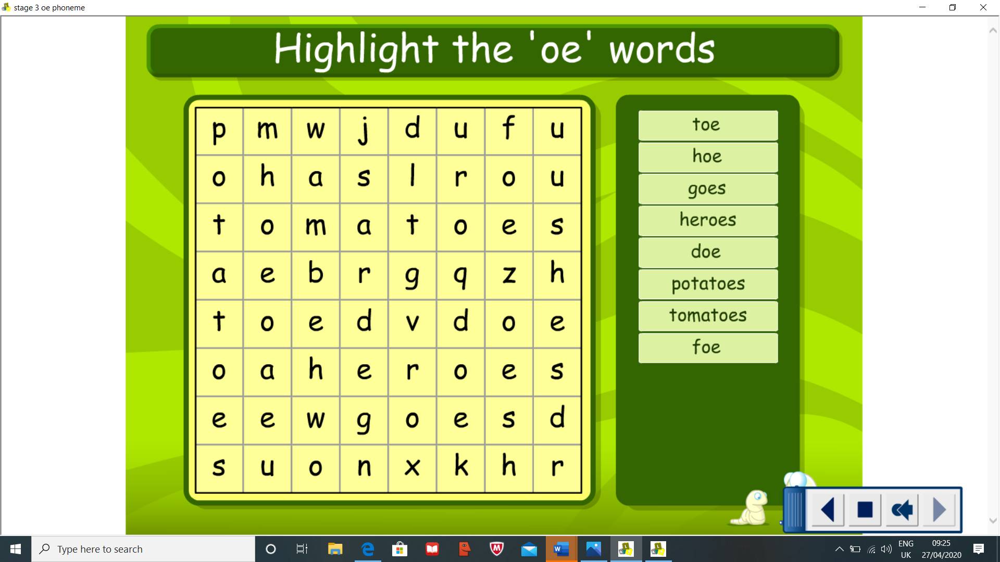 stage 3 oe phoneme
Highlight the 'oe' words
p m w j d u f u
o h a s l r o u
t o m a t o e s
a e b r g q z h
t o e d v d o e
o a h e r o e s
e e w g o e s d
s u o n x k h r
toe
hoe
goes
heroes
doe
potatoes
tomatoes
foe
Type here to search
ENG
UK
09:25
27/04/2020